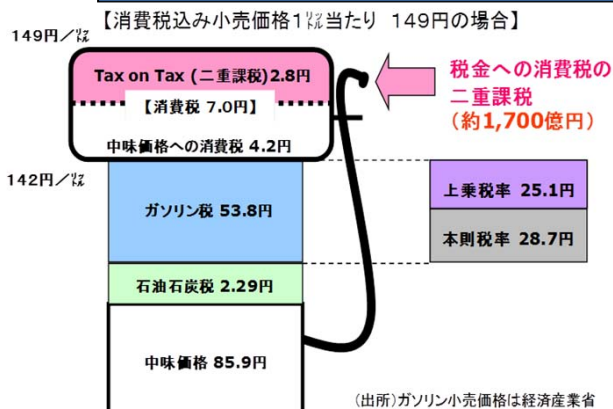 【消費税込み小売価格1㍑当たり 149円の場合】
149円/㍑
Tax on Tax (二重課税)2.8円
【消費税 7.0円】
中味価格への消費税 4.2円
税金への消費税の
二重課税
(約1,700億円)
142円/㍑
ガソリン税 53.8円
上乗税率 25.1円
本則税率 28.7円
石油石炭税 2.29円
中味価格 85.9円
(出所)ガソリン小売価格は経済産業省